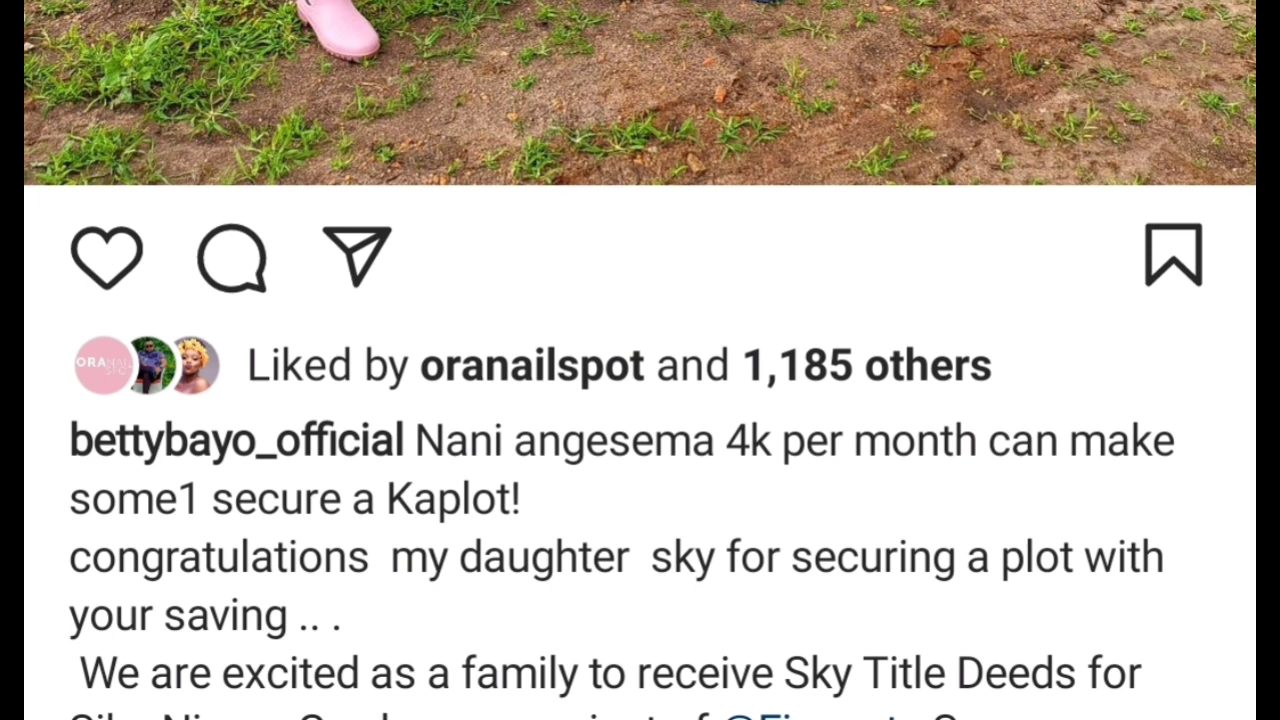 ORA
Liked by oranailspot and 1,185 others
bettybayo_official Nani angesema 4k per month can make
some1 secure a Kaplot!
congratulations  my daughter  sky for securing a plot with
your saving .. .
We are excited as a family to receive Sky Title Deeds for